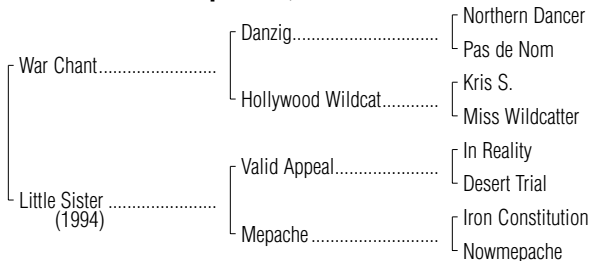 Northern Dancer
Danzig
Pas de Nom
War Chant
Kris S.
Hollywood Wildcat
Miss Wildcatter
In Reality
Valid Appeal
Desert Trial
Little Sister
(1994)
Iron Constitution
Mepache
Nowmepache